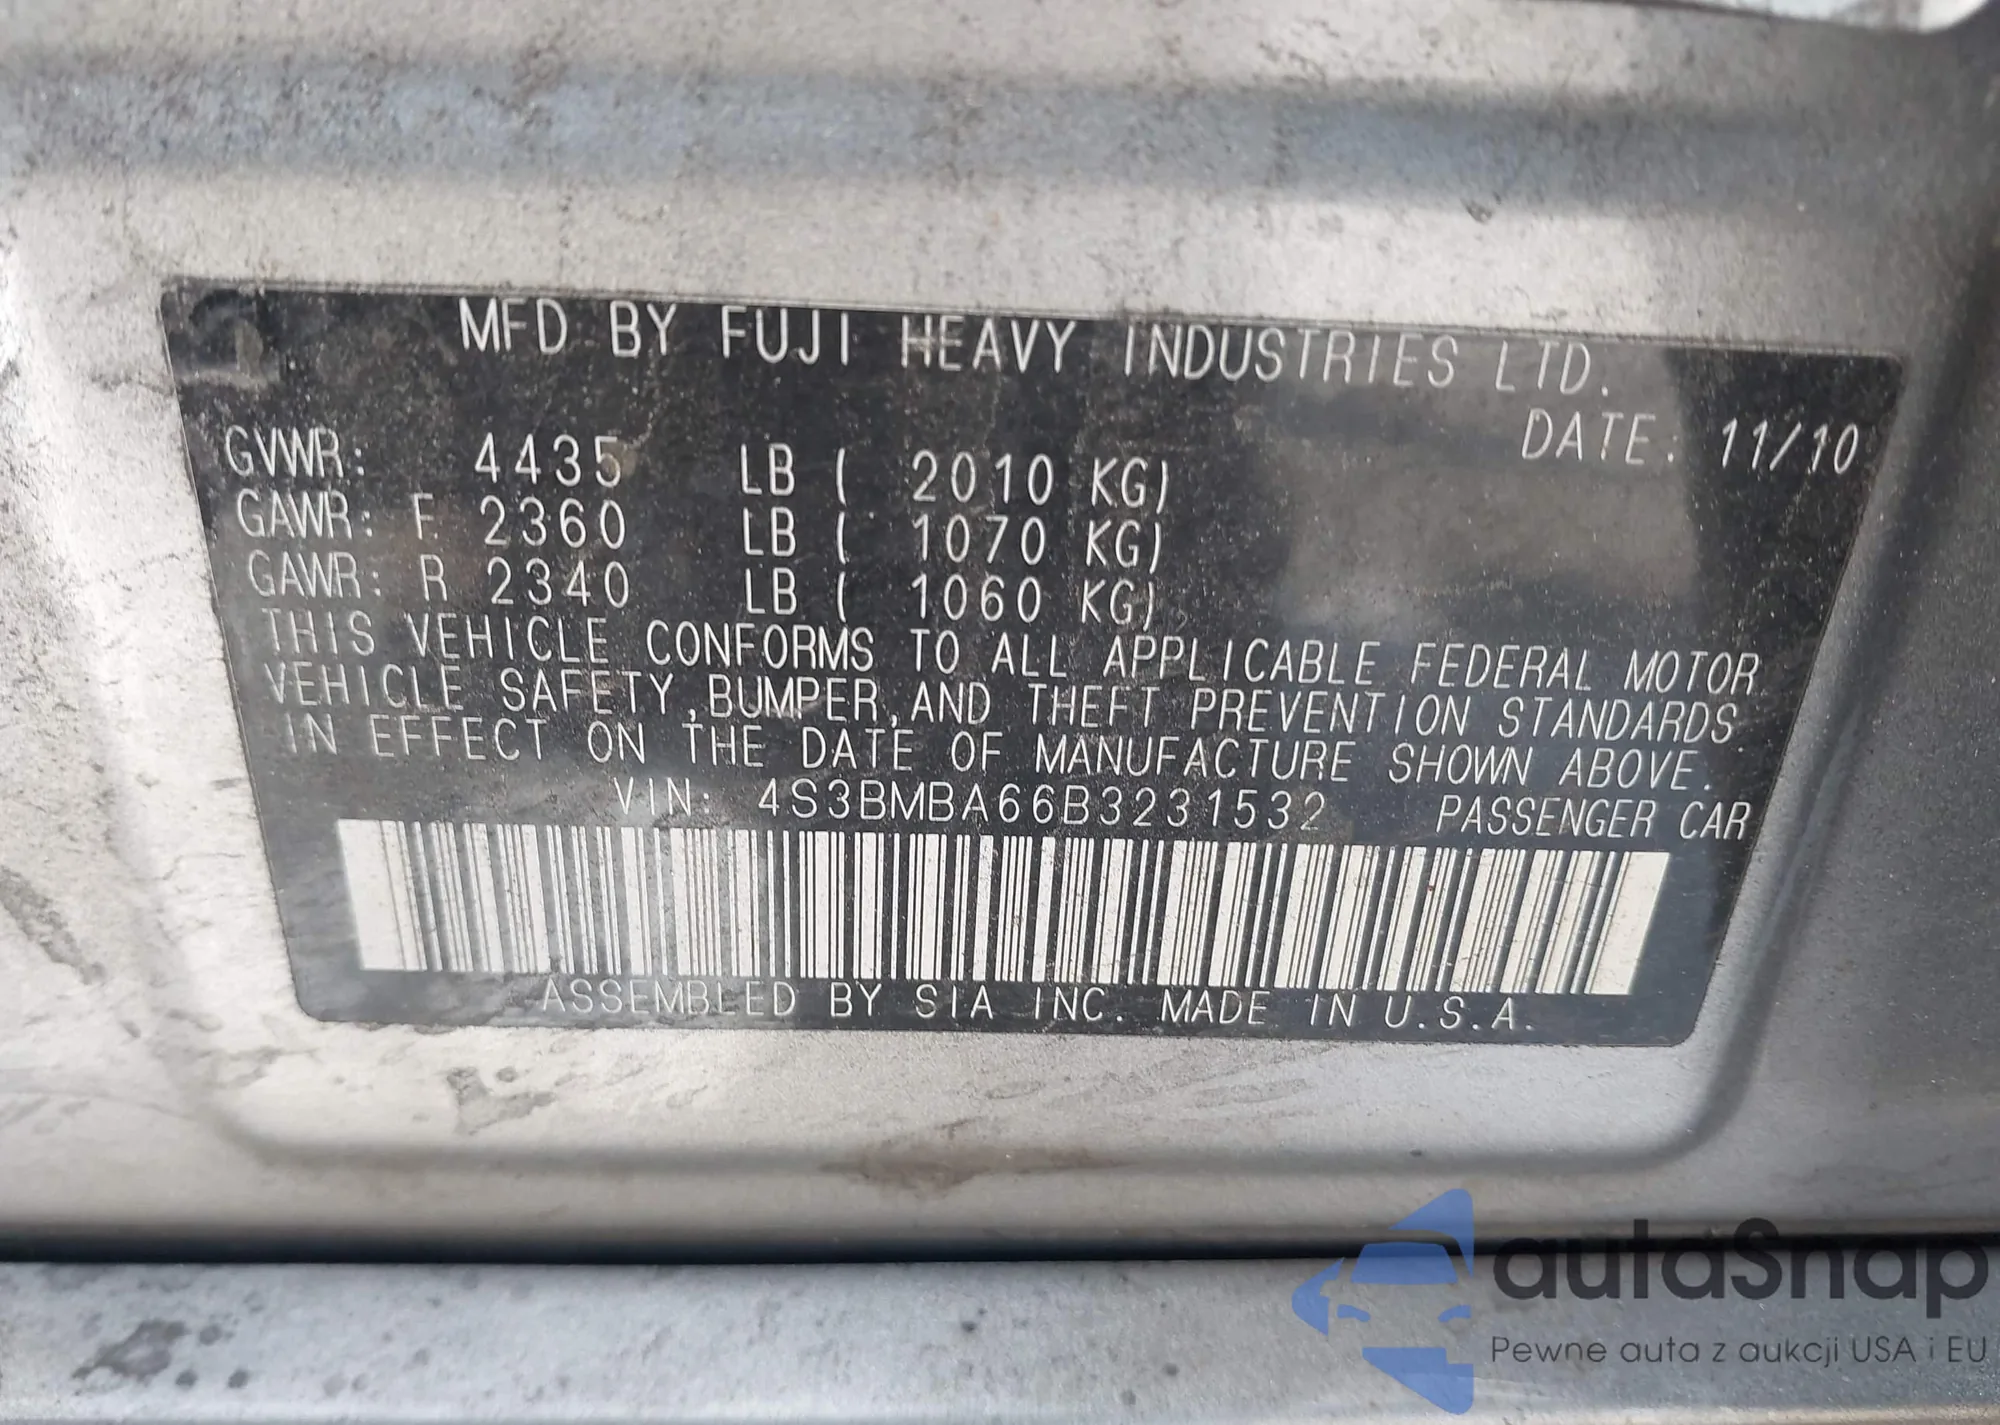 MFD BY FUJI HEAVY INDUSTRIES LTD.
DATE: 11/10
GVWR: 4435 LB ( 2010 KG)
GAWR: F 2360 LB ( 1070 KG)
GAWR: R 2340 LB ( 1060 KG)
THIS VEHICLE CONFORMS TO ALL APPLICABLE FEDERAL MOTOR
VEHICLE SAFETY,BUMPER,AND THEFT PREVENTION STANDARDS
IN EFFECT ON THE DATE OF MANUFACTURE SHOWN ABOVE.
VIN: 4S3BMBA66B3231532 PASSENGER CAR
ASSEMBLED BY SIA INC. MADE IN U.S.A.
autaSnap
Pewne auta z aukcji USA i EU